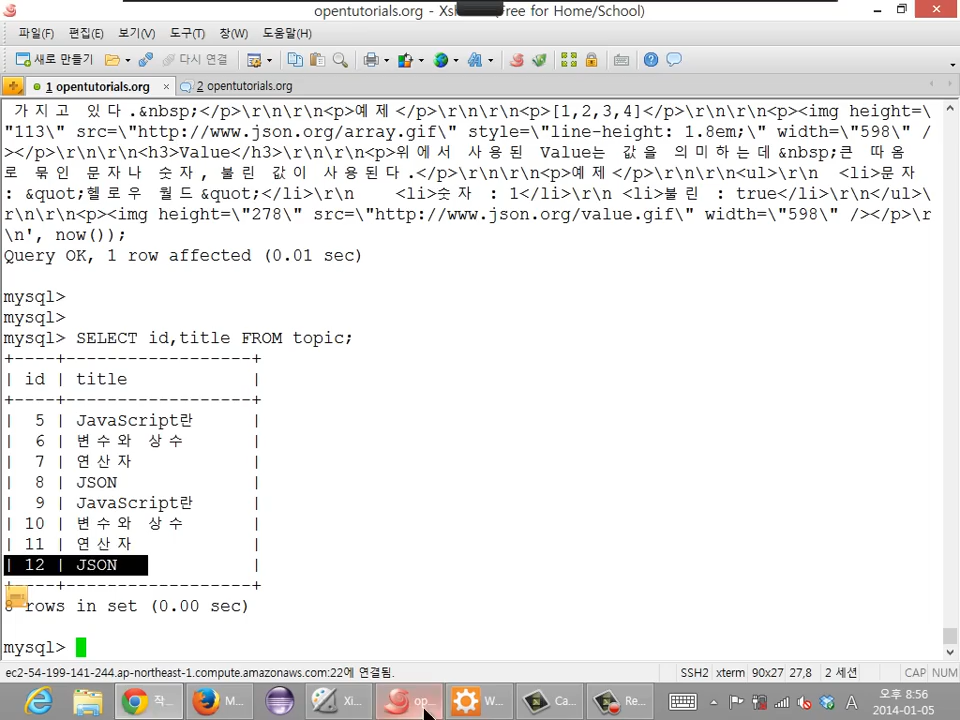 opentutorials.org - Xsh Free for Home/School)
파일(F) 편집(E) 보기(V) 도구(T) 창(W) 도움말(H)
새로 만들기 다시 연결
1 opentutorials.org × 2 opentutorials.org
가지고 있다.&nbsp;</p>\r\n\r\n<p>예제</p>\r\n\r\n<p>[1,2,3,4]</p>\r\n\r\n<p><img height=\
"113\" src=\"http://www.json.org/array.gif\" style=\"line-height: 1.8em;\" width=\"598\" /
></p>\r\n\r\n<h3>Value</h3>\r\n\r\n<p>위에서 사용된 Value는 값을 의미하는데&nbsp;큰 따옴
로 묶인 문자나 숫자, 불린 값이 사용된다.</p>\r\n\r\n<p>예제</p>\r\n\r\n<ul>\r\n <li>문자
: &quot;헬로우 월드&quot;</li>\r\n <li>숫자 : 1</li>\r\n <li>불린 : true</li>\r\n</ul>\
r\n\r\n<p><img height=\"278\" src=\"http://www.json.org/value.gif\" width=\"598\" /></p>\r
\n', now());
Query OK, 1 row affected (0.01 sec)
mysql>
mysql>
mysql> SELECT id,title FROM topic;
+----+------------------+
| id | title |
+----+------------------+
| 5 | JavaScript란 |
| 6 | 변수와 상수 |
| 7 | 연산자 |
| 8 | JSON |
| 9 | JavaScript란 |
| 10 | 변수와 상수 |
| 11 | 연산자 |
| 12 | JSON |
+----+------------------+
8 rows in set (0.00 sec)
mysql>
ec2-54-199-141-244.ap-northeast-1.compute.amazonaws.com:22에 연결됨. SSH2 xterm 90x27 27,8 2 세션 CAP NUM
작... M... Xi... op... W... Ca... Re... A 오후 8:56
2014-01-05